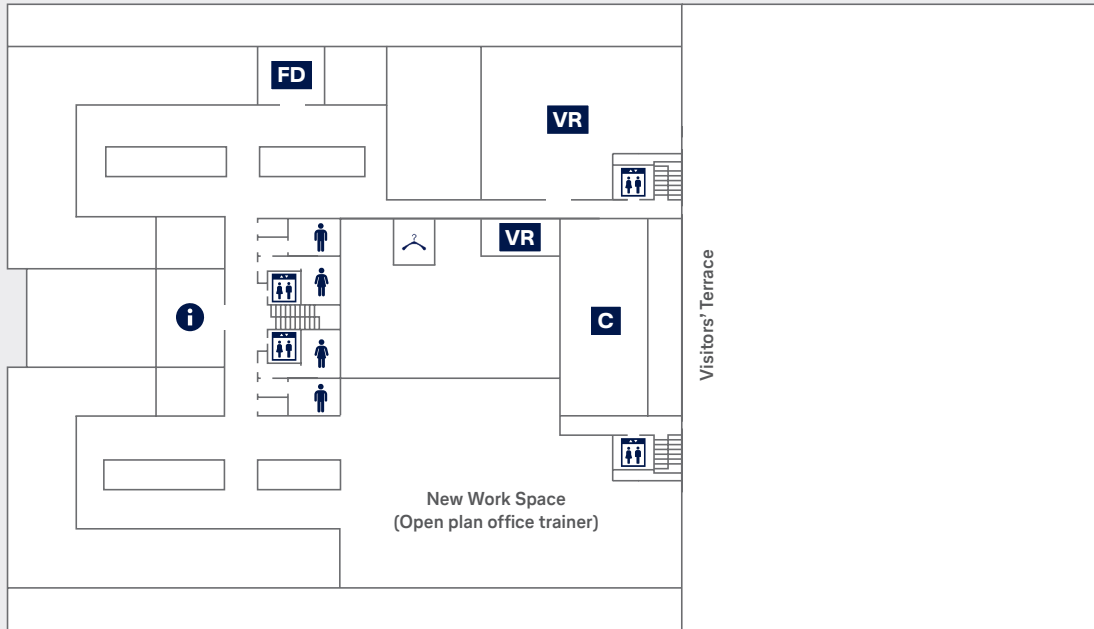 FD
VR
VR
i
C
Visitors' Terrace
New Work Space
(Open plan office trainer)